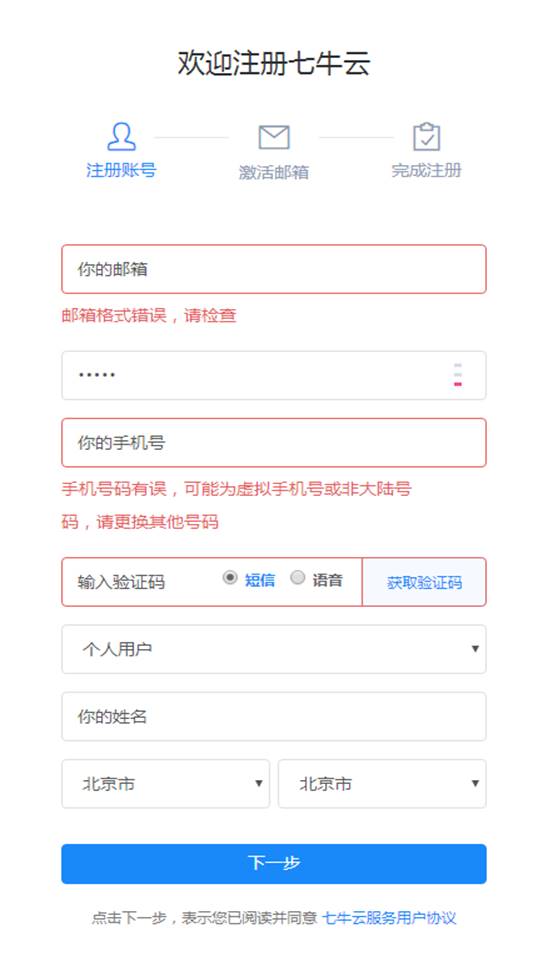 欢迎注册七牛云
注册账号 激活邮箱 完成注册
你的邮箱
邮箱格式错误，请检查
•••••
你的手机号
手机号码有误，可能为虚拟手机号或非大陆号
码，请更换其他号码
输入验证码 短信 语音 获取验证码
个人用户
你的姓名
北京市 北京市
下一步
点击下一步，表示您已阅读并同意 七牛云服务用户协议